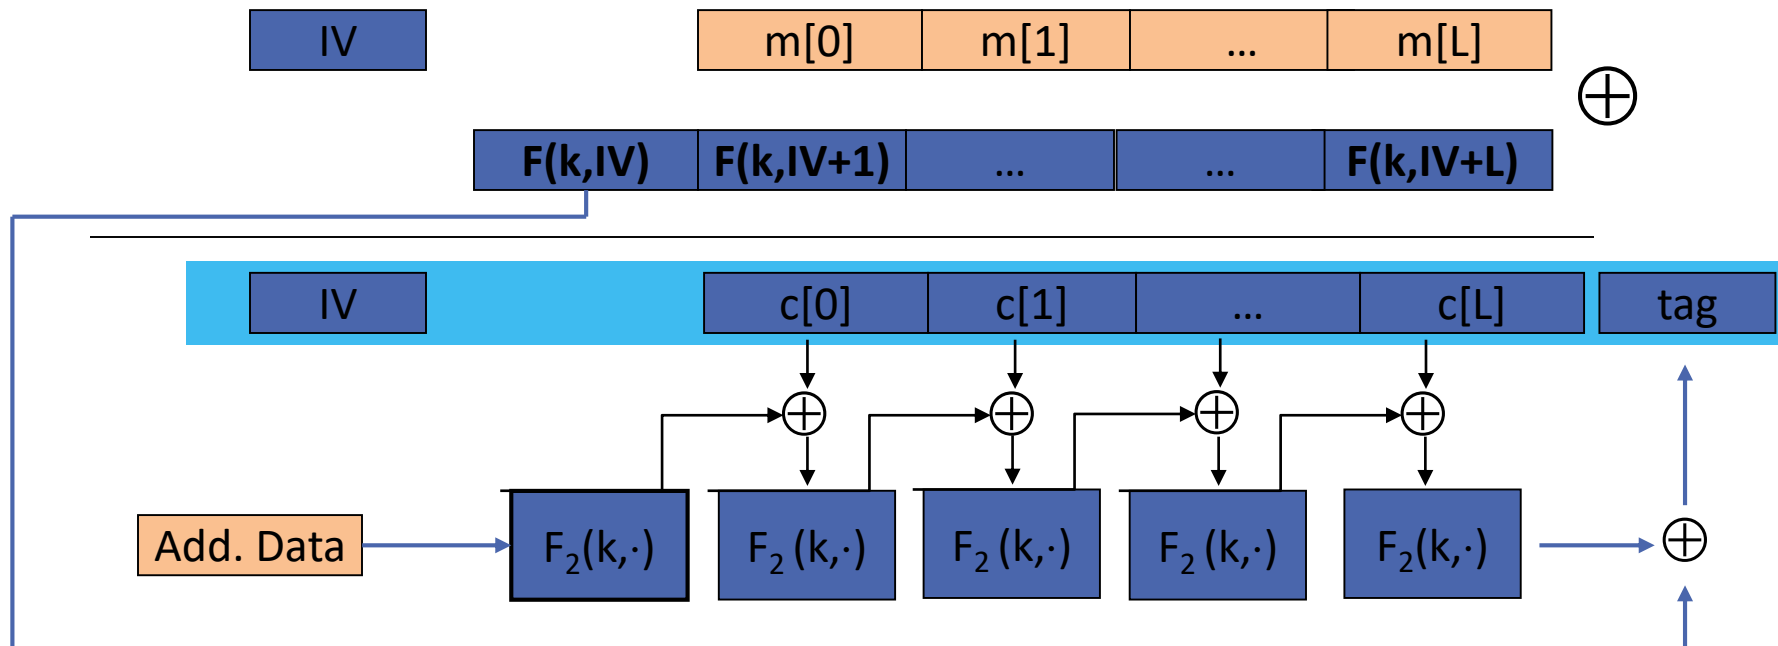 IV m[0] m[1] ... m[L]
F(k,IV) F(k,IV+1) ... ... F(k,IV+L)
IV c[0] c[1] ... c[L] tag
Add. Data F₂(k,·) F₂ (k,·) F₂ (k,·) F₂ (k,·) F₂(k,·)